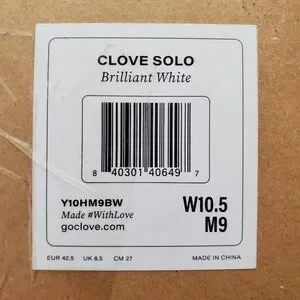 CLOVE SOLO
Brilliant White
8 40301 40649 7
Y10HM9BW
Made #WithLove
goclove.com
W10.5
M9
EUR 42.5 UK 8.5 CM 27 MADE IN CHINA